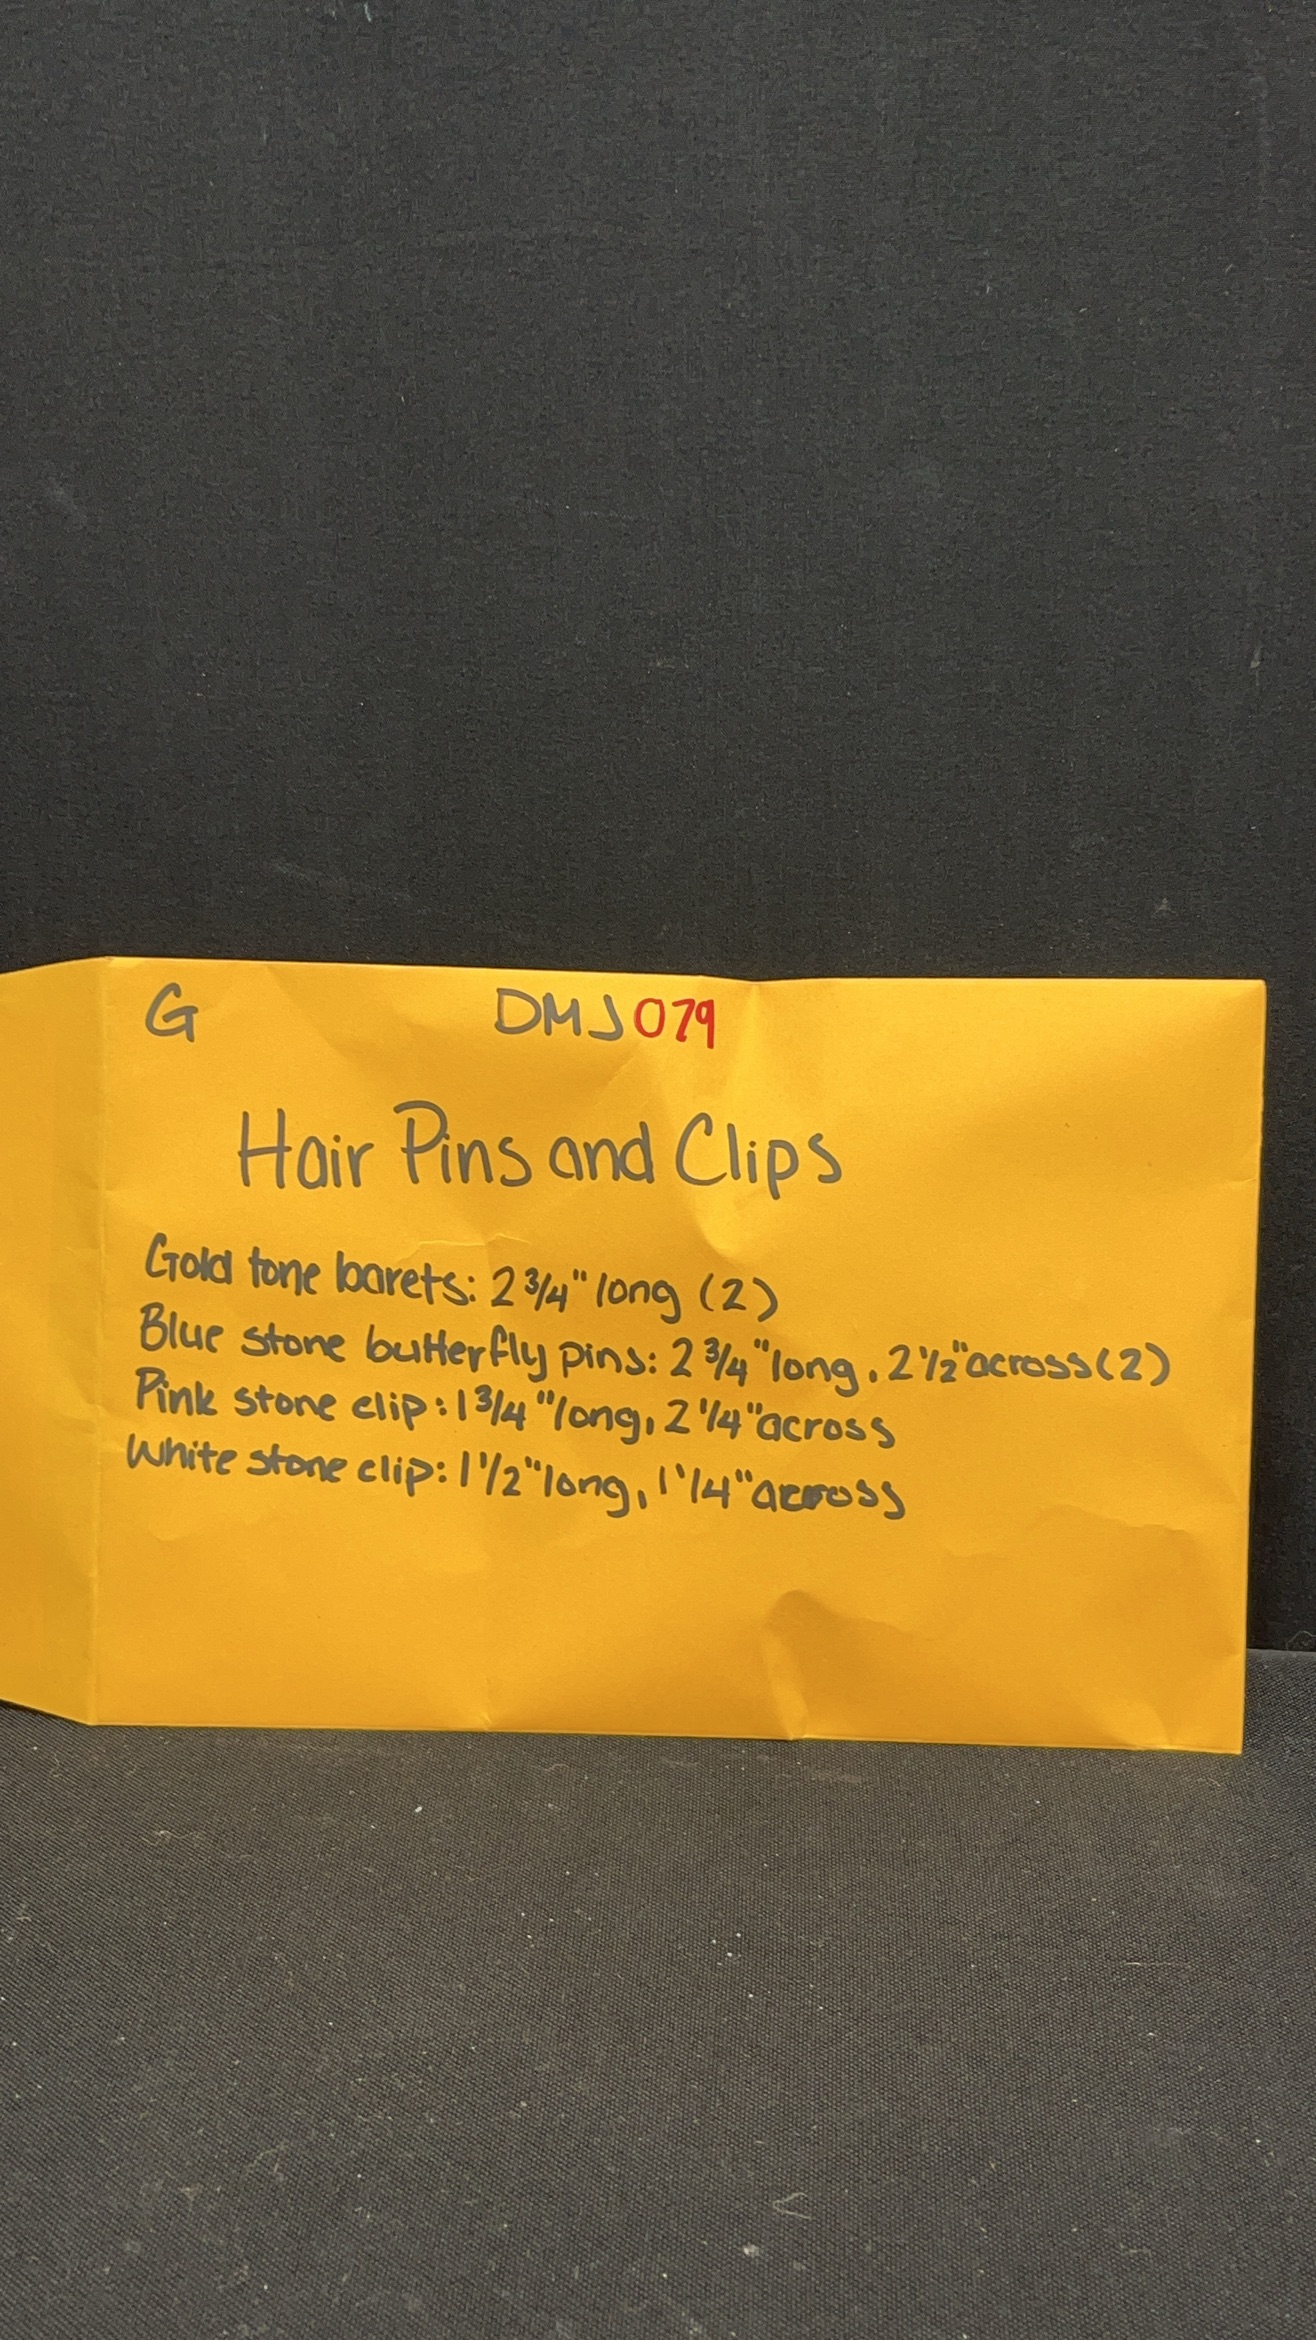 G DMJ079
Hair Pins and Clips
Gold tone barets: 2 3/4" long (2)
Blue stone butterfly pins: 2 3/4" long, 2 1/2" across (2)
Pink stone clip: 1 3/4" long, 2 1/4" across
White stone clip: 1 1/2" long, 1 1/4" across